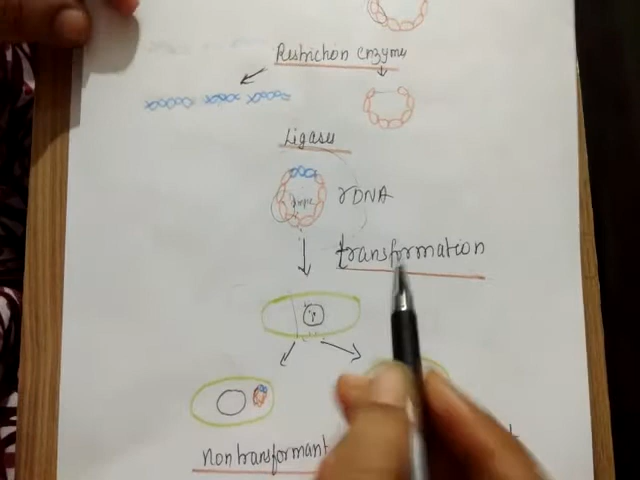 Restriction enzyme
Ligase
rDNA
transformation
Non transformant